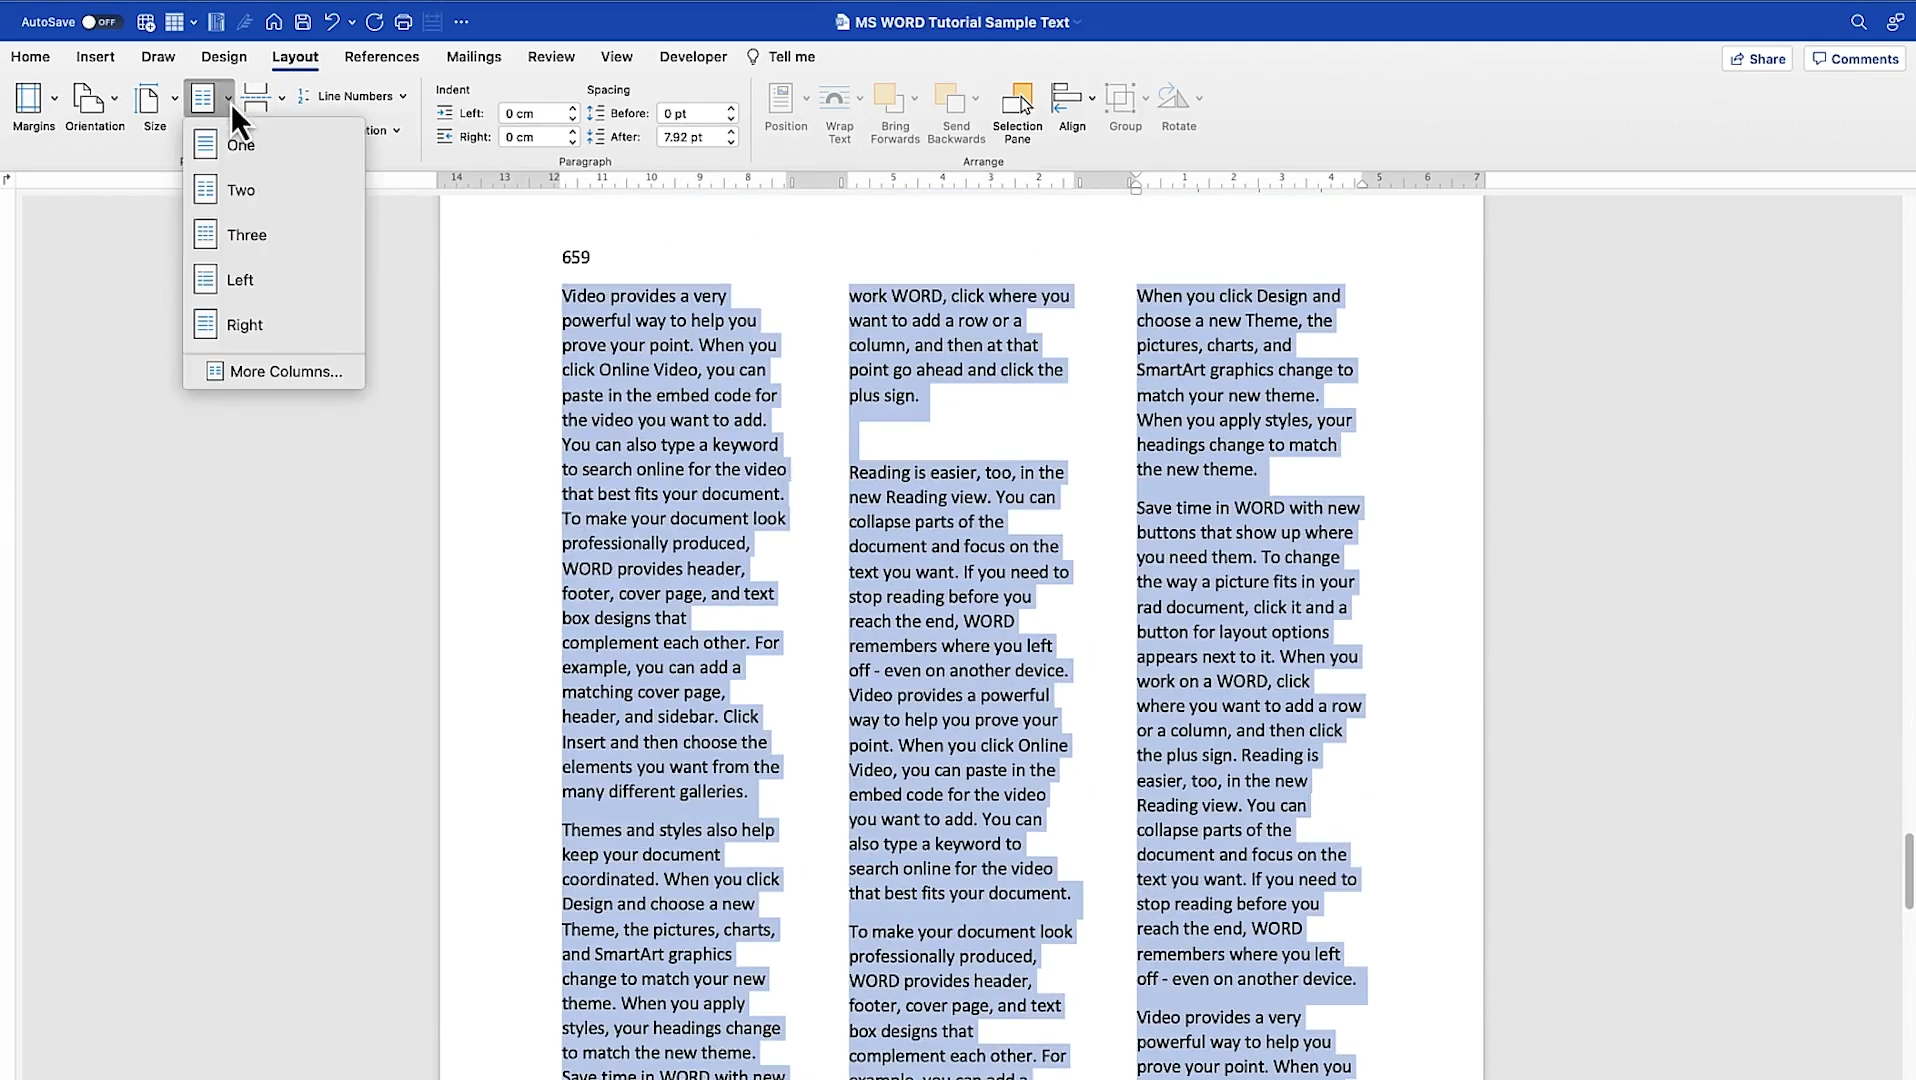 AutoSave OFF
MS WORD Tutorial Sample Text
Home Insert Draw Design Layout References Mailings Review View Developer Tell me
Share Comments
Margins Orientation Size
Line Numbers
Indent
Left: 0 cm
Right: 0 cm
Spacing
Before: 0 pt
After: 7.92 pt
Paragraph
Position
Wrap Text
Bring Forwards
Send Backwards
Selection Pane
Align
Group
Rotate
Arrange
One
Two
Three
Left
Right
More Columns...
14 13 12 11 10 9 8 5 4 3 2 1 2 3 4 5 6 7
659
Video provides a very
powerful way to help you
prove your point. When you
click Online Video, you can
paste in the embed code for
the video you want to add.
You can also type a keyword
to search online for the video
that best fits your document.
To make your document look
professionally produced,
WORD provides header,
footer, cover page, and text
box designs that
complement each other. For
example, you can add a
matching cover page,
header, and sidebar. Click
Insert and then choose the
elements you want from the
many different galleries.
Themes and styles also help
keep your document
coordinated. When you click
Design and choose a new
Theme, the pictures, charts,
and SmartArt graphics
change to match your new
theme. When you apply
styles, your headings change
to match the new theme.
Save time in WORD with new
work WORD, click where you
want to add a row or a
column, and then at that
point go ahead and click the
plus sign.
Reading is easier, too, in the
new Reading view. You can
collapse parts of the
document and focus on the
text you want. If you need to
stop reading before you
reach the end, WORD
remembers where you left
off - even on another device.
Video provides a powerful
way to help you prove your
point. When you click Online
Video, you can paste in the
embed code for the video
you want to add. You can
also type a keyword to
search online for the video
that best fits your document.
To make your document look
professionally produced,
WORD provides header,
footer, cover page, and text
box designs that
complement each other. For
example, you can add a
When you click Design and
choose a new Theme, the
pictures, charts, and
SmartArt graphics change to
match your new theme.
When you apply styles, your
headings change to match
the new theme.
Save time in WORD with new
buttons that show up where
you need them. To change
the way a picture fits in your
rad document, click it and a
button for layout options
appears next to it. When you
work on a WORD, click
where you want to add a row
or a column, and then click
the plus sign. Reading is
easier, too, in the new
Reading view. You can
collapse parts of the
document and focus on the
text you want. If you need to
stop reading before you
reach the end, WORD
remembers where you left
off - even on another device.
Video provides a very
powerful way to help you
prove your point. When you